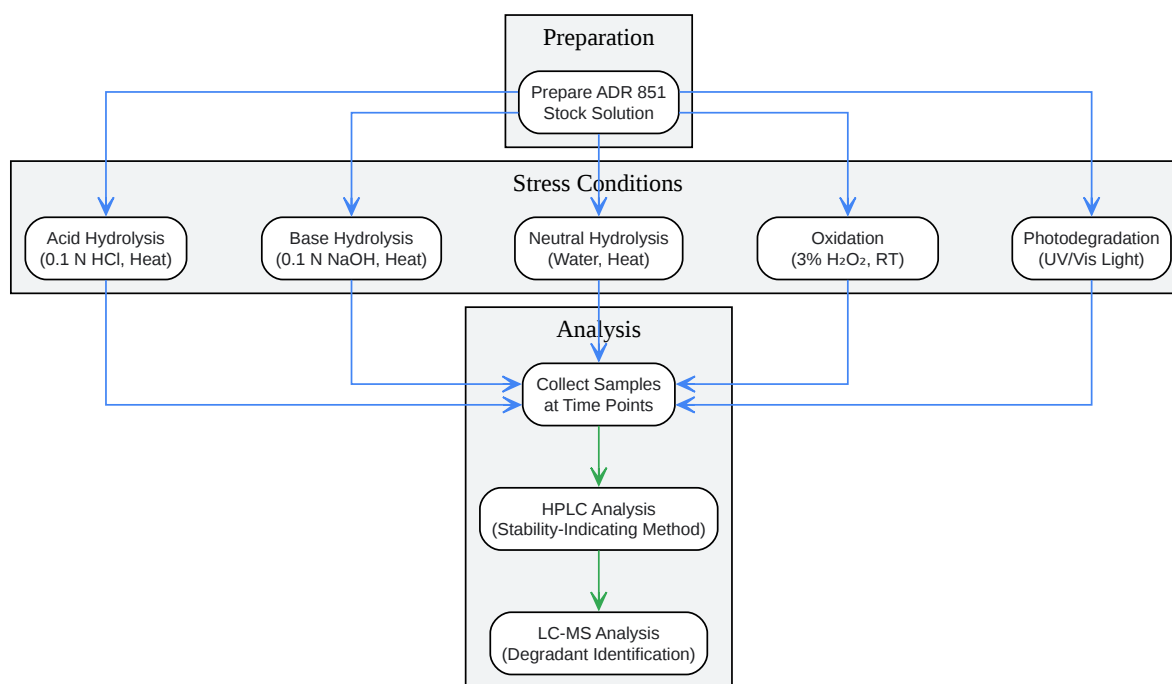 Preparation
Prepare ADR 851
Stock Solution
Stress Conditions
Acid Hydrolysis
(0.1 N HCl, Heat)
Base Hydrolysis
(0.1 N NaOH, Heat)
Neutral Hydrolysis
(Water, Heat)
Oxidation
(3% H₂O₂, RT)
Photodegradation
(UV/Vis Light)
Analysis
Collect Samples
at Time Points
HPLC Analysis
(Stability-Indicating Method)
LC-MS Analysis
(Degradant Identification)